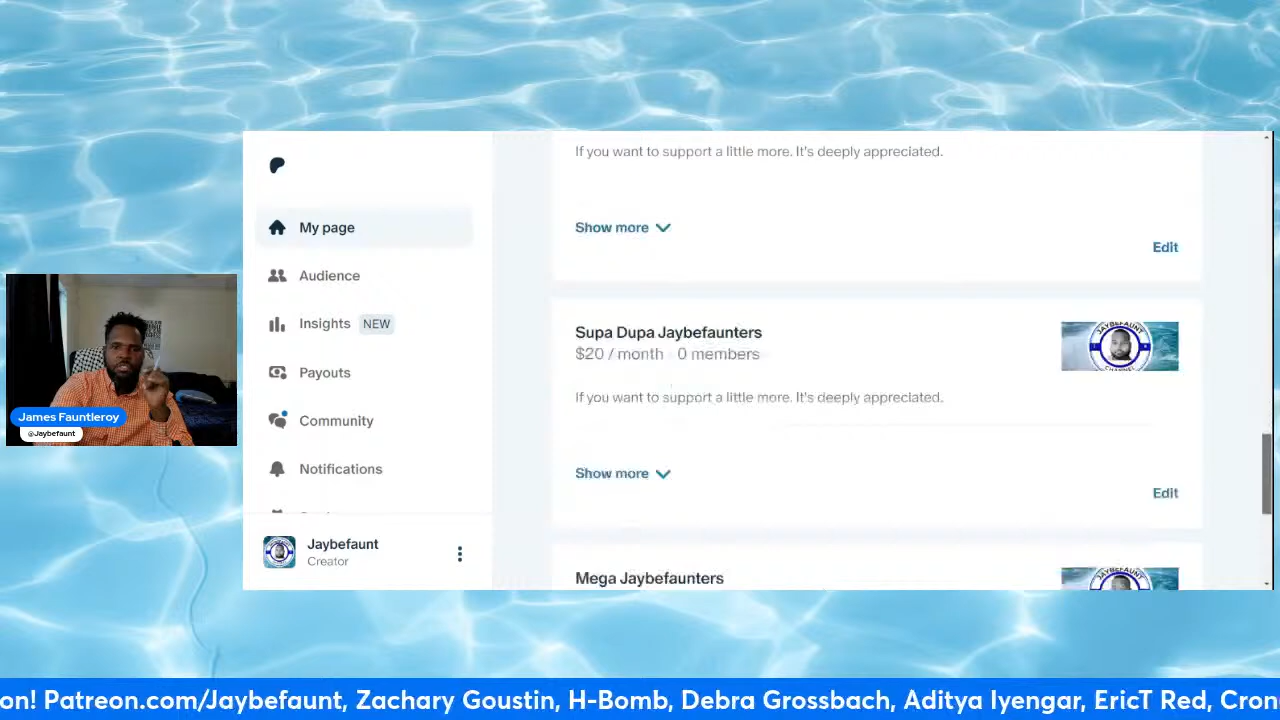 If you want to support a little more. It's deeply appreciated.
Show more
Edit
My page
Audience
Insights NEW
Payouts
Community
Notifications
Jaybefaunt
Creator
Supa Dupa Jaybefaunters
$20 / month · 0 members
If you want to support a little more. It's deeply appreciated.
Show more
Edit
Mega Jaybefaunters
JAYBEFAUNT
CHANNEL
James Fauntleroy
@Jaybefaunt
on! Patreon.com/Jaybefaunt, Zachary Goustin, H-Bomb, Debra Grossbach, Aditya Iyengar, EricT Red, Cron